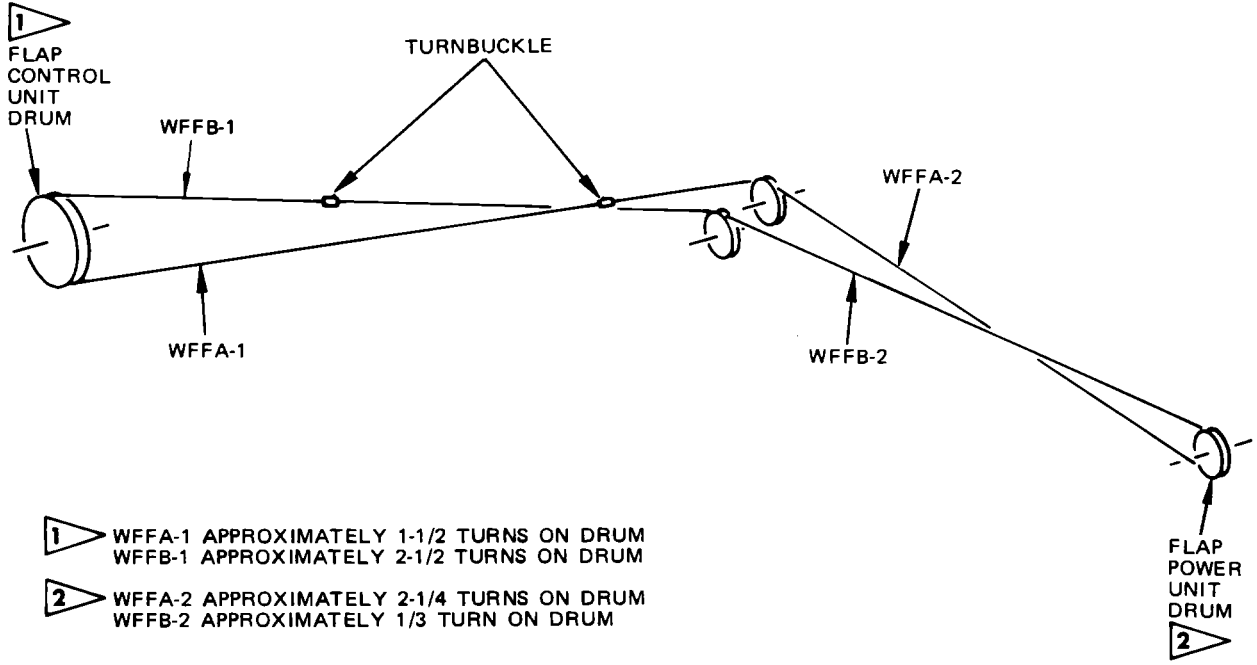 1
FLAP
CONTROL
UNIT
DRUM
TURNBUCKLE
WFFB-1
WFFA-2
WFFA-1
WFFB-2
1 WFFA-1 APPROXIMATELY 1-1/2 TURNS ON DRUM
WFFB-1 APPROXIMATELY 2-1/2 TURNS ON DRUM
2 WFFA-2 APPROXIMATELY 2-1/4 TURNS ON DRUM
WFFB-2 APPROXIMATELY 1/3 TURN ON DRUM
FLAP
POWER
UNIT
DRUM
2